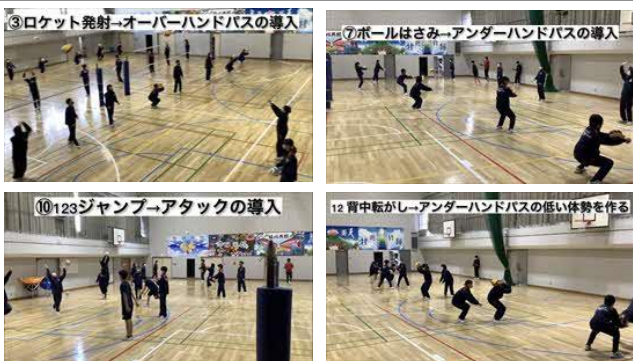 ③ロケット発射→オーバーハンドパスの導入
⑦ボールはさみ→アンダーハンドパスの導入
⑩123ジャンプ→アタックの導入
12 背中転がし→アンダーハンドパスの低い体勢を作る